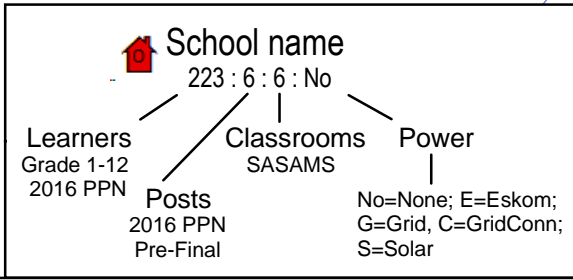 O
School name
223 : 6 : 6 : No
Learners
Grade 1-12
2016 PPN
Posts
2016 PPN
Pre-Final
Classrooms
SASAMS
Power
No=None; E=Eskom;
G=Grid, C=GridConn;
S=Solar